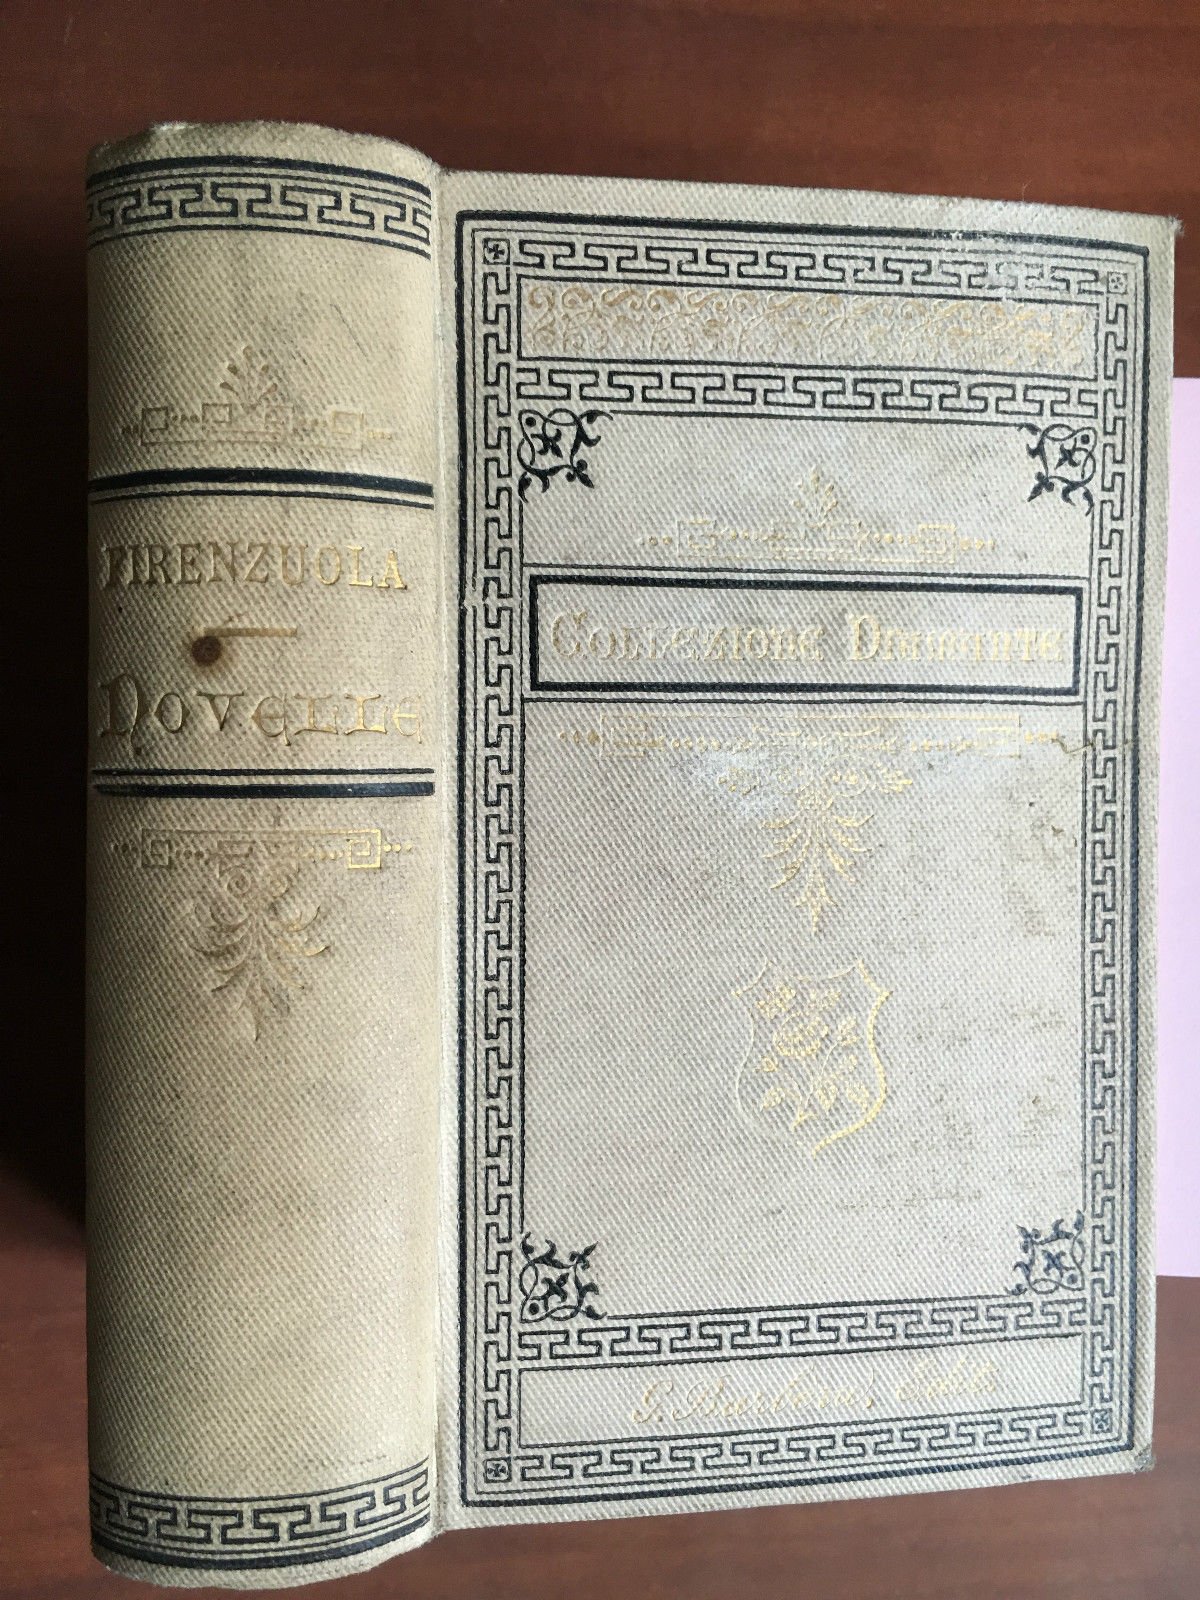 FIRENZUOLA
NOVELLE
COLLEZIONE DIAMANTE
G. Barbèra, Edit.